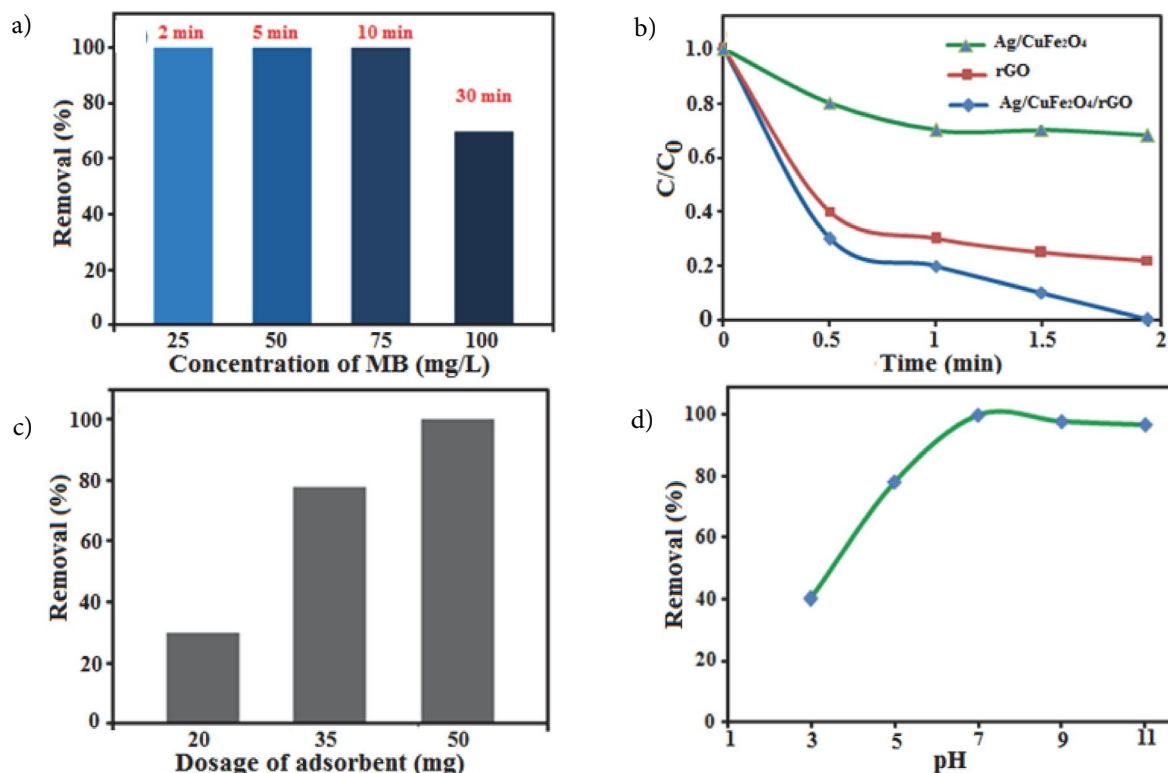 a)
2 min 5 min 10 min
30 min
100
80
60
40
20
0
Removal (%)
25 50 75 100
Concentration of MB (mg/L)
b)
Ag/CuFe₂O₄
rGO
Ag/CuFe₂O₄/rGO
1.0
0.8
0.6
0.4
0.2
0
C/C₀
0 0.5 1 1.5 2
Time (min)
c)
100
80
60
40
20
0
Removal (%)
20 35 50
Dosage of adsorbent (mg)
d)
100
80
60
40
20
0
Removal (%)
1 3 5 7 9 11
pH